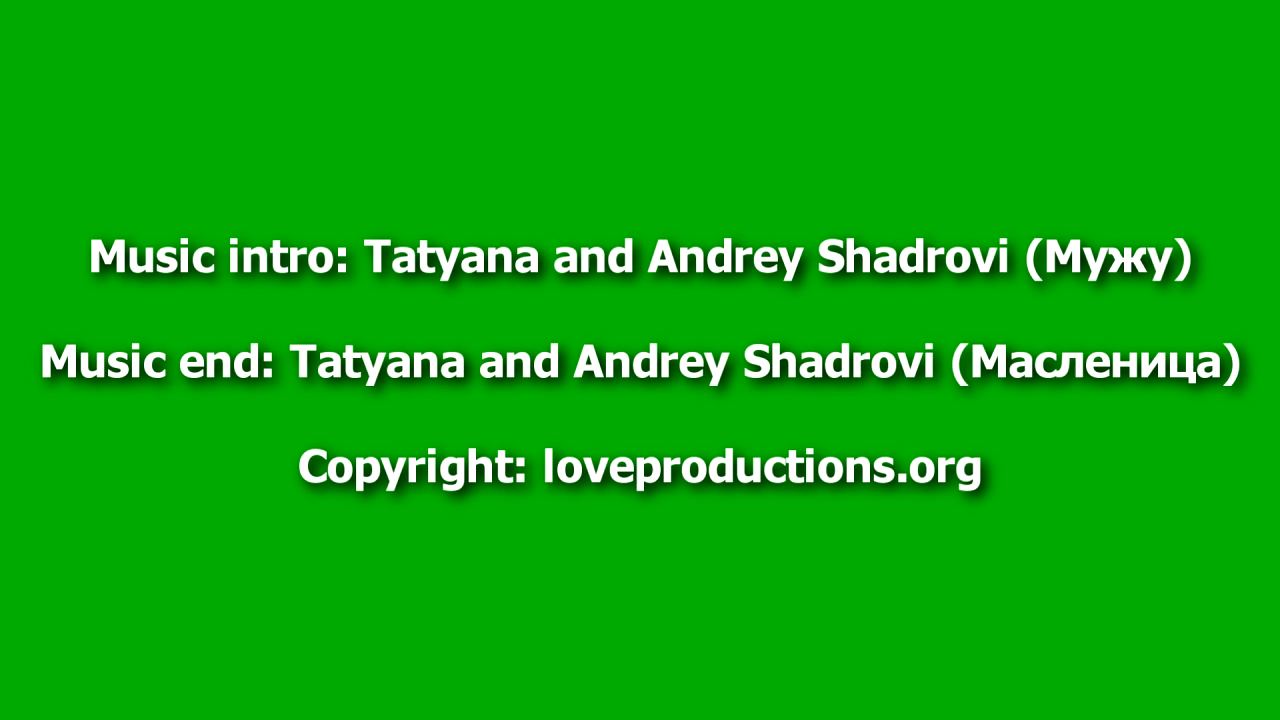 Music intro: Tatyana and Andrey Shadrovi (Мужу)
Music end: Tatyana and Andrey Shadrovi (Масленица)
Copyright: loveproductions.org